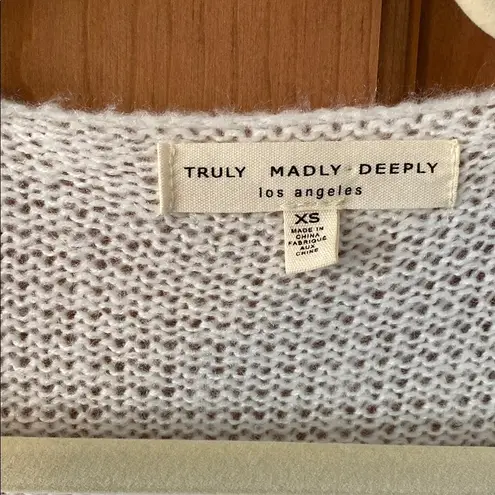 TRULY MADLY DEEPLY
los angeles
XS
MADE IN
CHINA
FABRIQUE
AUX
CHINE